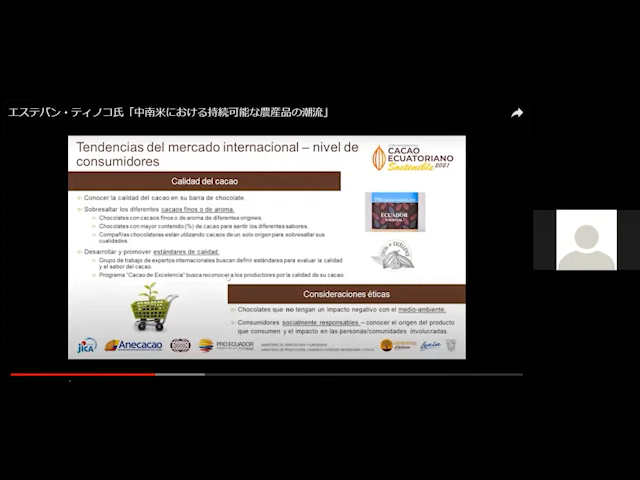 エステバン・ティノコ氏「中南米における持続可能な農産品の潮流」
Tendencias del mercado internacional – nivel de
consumidores
CACAO
ECUATORIANO
Sostenible 2021
Calidad del cacao
Conocer la calidad del cacao en su barra de chocolate.
Sobresaltar los diferentes cacaos finos o de aroma.
Chocolates con cacaos finos o de aroma de diferentes orígenes.
Chocolates con mayor contenido (%) de cacao para sentir los diferentes sabores.
Compañías chocolateras están utilizando cacaos de un solo origen para sobresaltar sus
cualidades.
ECUADOR
Desarrollar y promover estándares de calidad.
Grupo de trabajo de expertos internacionales buscan definir estándares para evaluar la calidad
y el sabor del cacao.
Programa "Cacao de Excelencia" busca reconocer a los productores por la calidad de su cacao
Consideraciones éticas
Chocolates que no tengan un impacto negativo con el medio-ambiente.
Consumidores socialmente responsables – conocer el origen del producto
que consumen y el impacto en las personas/comunidades involucradas.
JICA
Anecacao
PRO ECUADOR
MINISTERIO DE AGRICULTURA Y GANADERÍA
Lenín